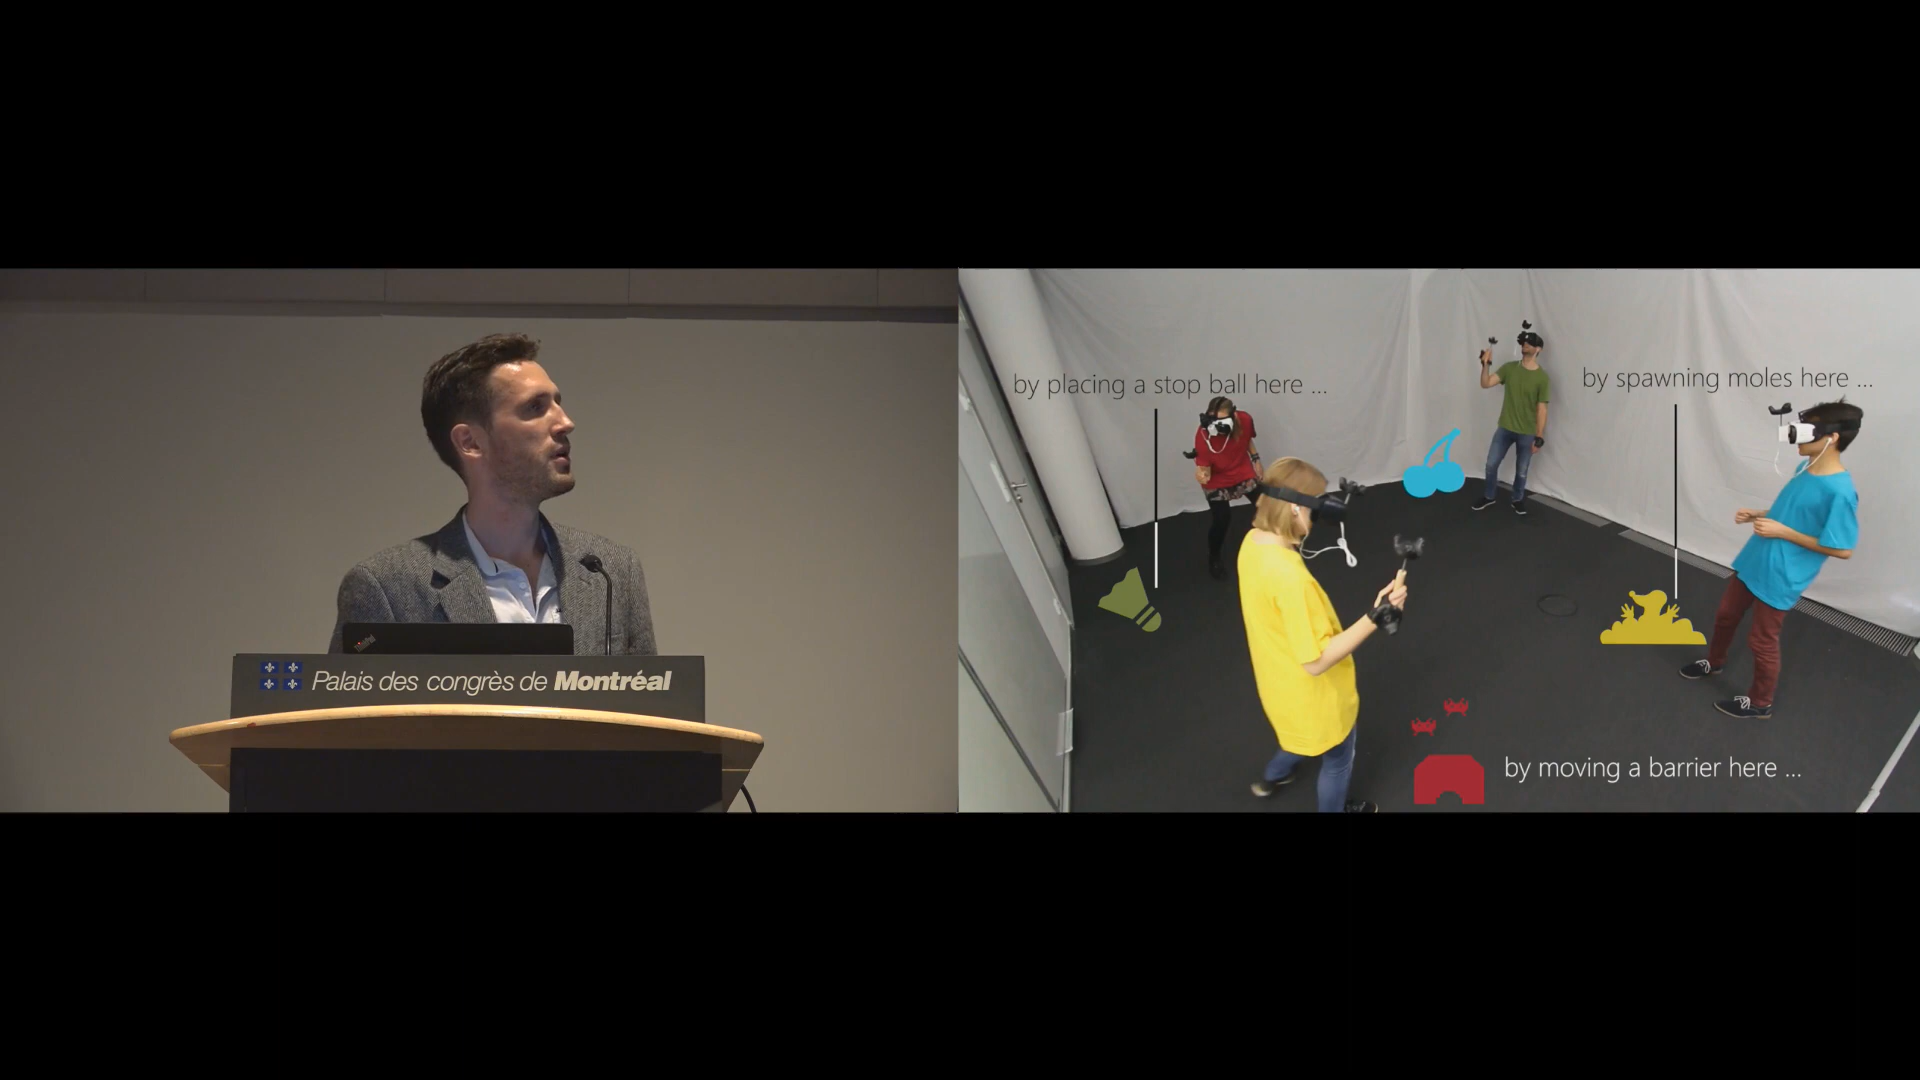 Palais des congrès de Montréal
by placing a stop ball here ...
by spawning moles here ...
by moving a barrier here ...